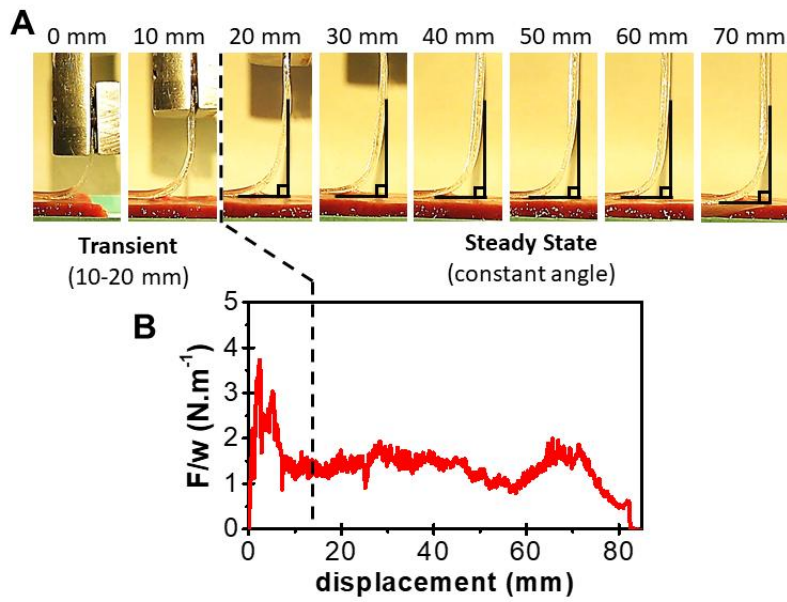 A
0 mm 10 mm 20 mm 30 mm 40 mm 50 mm 60 mm 70 mm
Transient
(10-20 mm)
Steady State
(constant angle)
B
F/w (N.m⁻¹)
5
4
3
2
1
0
0 20 40 60 80
displacement (mm)